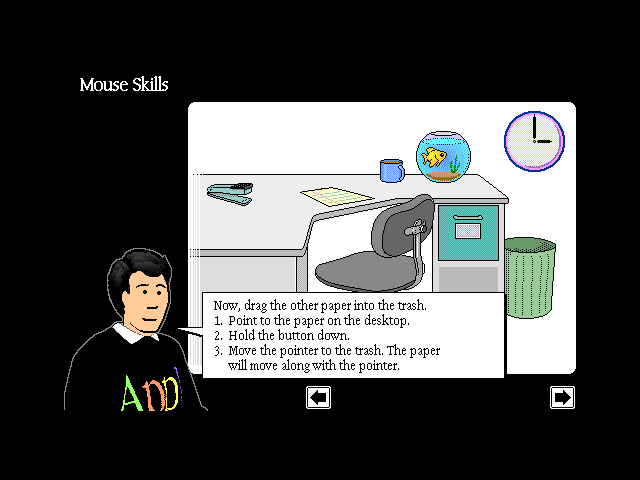 Mouse Skills
Now, drag the other paper into the trash.
1. Point to the paper on the desktop.
2. Hold the button down.
3. Move the pointer to the trash. The paper
will move along with the pointer.
Appl